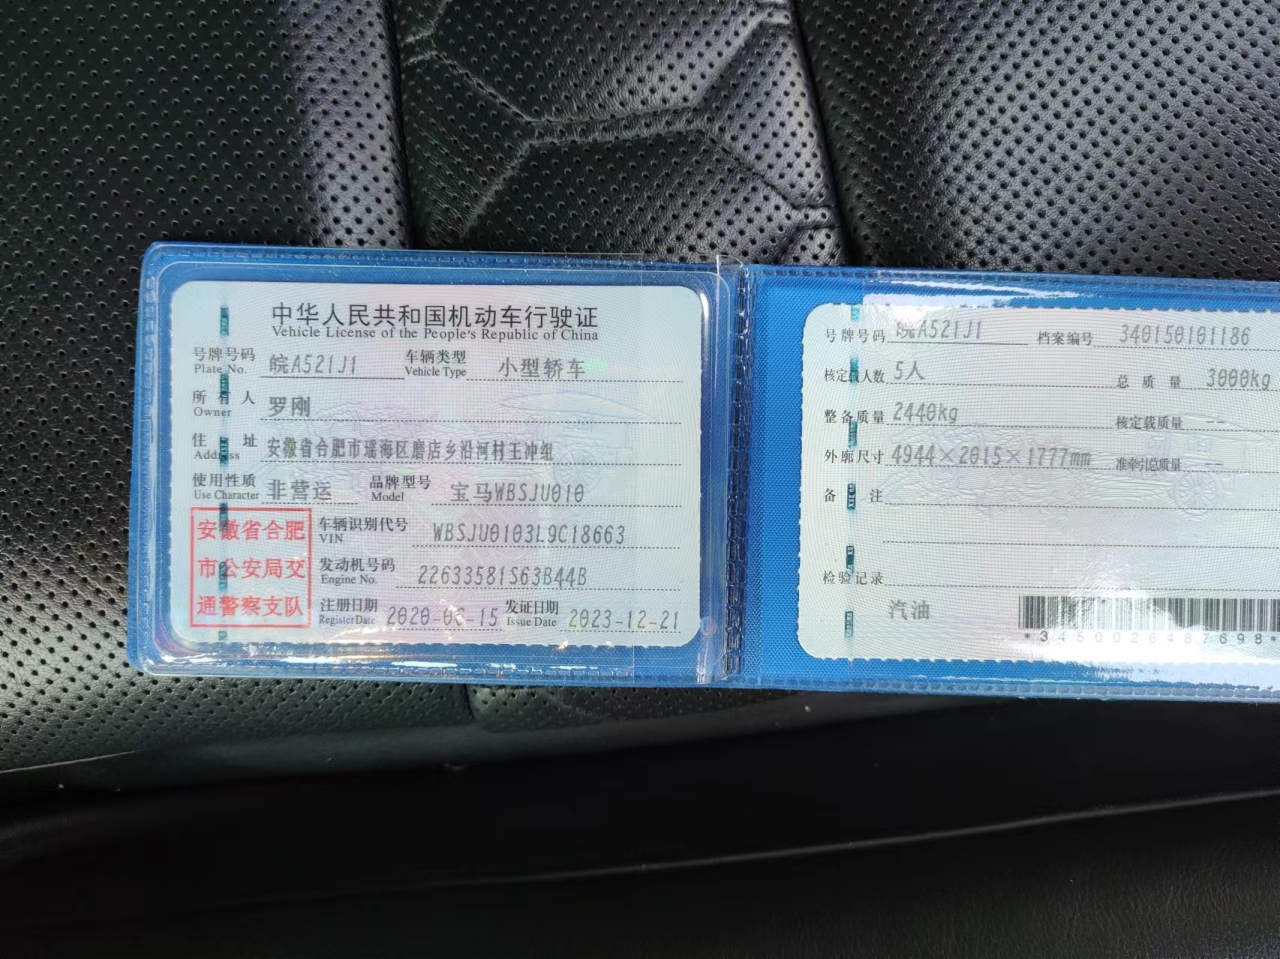 中华人民共和国机动车行驶证
Vehicle License of the People's Republic of China
号牌号码 Plate No. 皖A521J1 车辆类型 Vehicle Type 小型轿车
所有人 Owner 罗刚
住址 Address 安徽省合肥市瑶海区磨店乡沿河村王冲组
使用性质 Use Character 非营运 品牌型号 Model 宝马WBSJU010
安徽省合肥
市公安局交
通警察支队
车辆识别代号 VIN WBSJU0103L9C18663
发动机号码 Engine No. 22633581S63B44B
注册日期 Register Date 2020-06-15 发证日期 Issue Date 2023-12-21
号牌号码 皖A521J1 档案编号 340150101186
核定载人数 5人 总质量 3000kg
整备质量 2440kg 核定载质量 --
外廓尺寸 4944×2015×1777mm 准牵引总质量 --
备注
检验记录
汽油
*3450026487698*